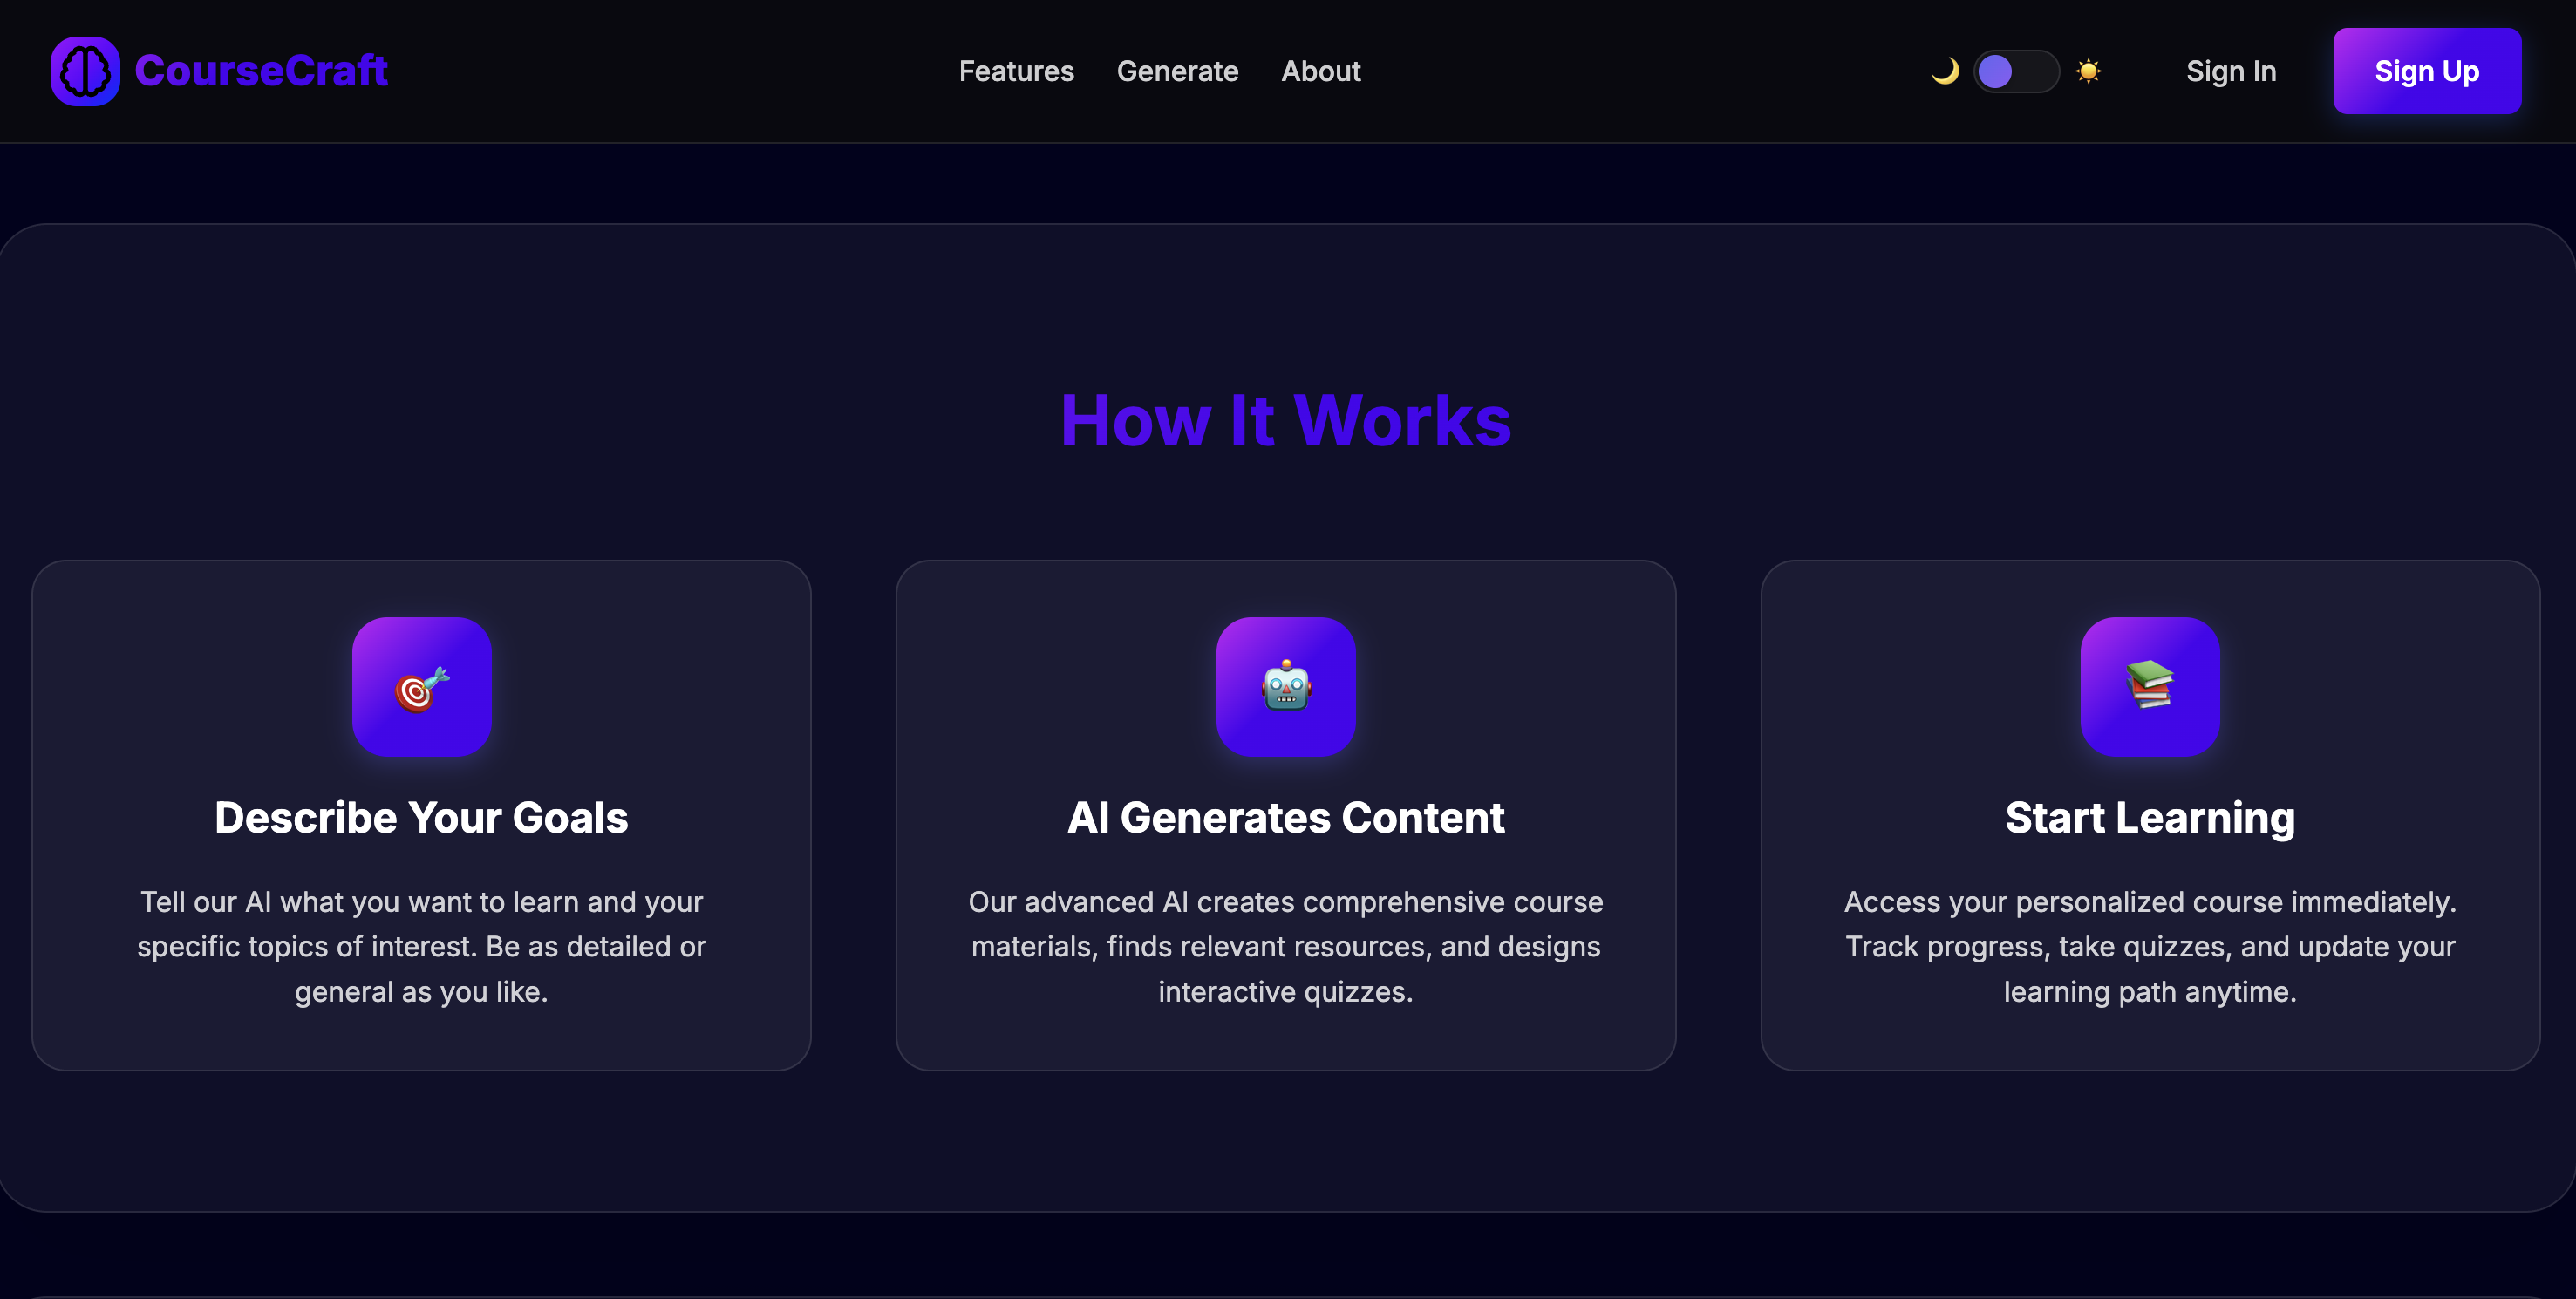 CourseCraft
Features
Generate
About
Sign In
Sign Up
How It Works
Describe Your Goals
Tell our AI what you want to learn and your
specific topics of interest. Be as detailed or
general as you like.
AI Generates Content
Our advanced AI creates comprehensive course
materials, finds relevant resources, and designs
interactive quizzes.
Start Learning
Access your personalized course immediately.
Track progress, take quizzes, and update your
learning path anytime.